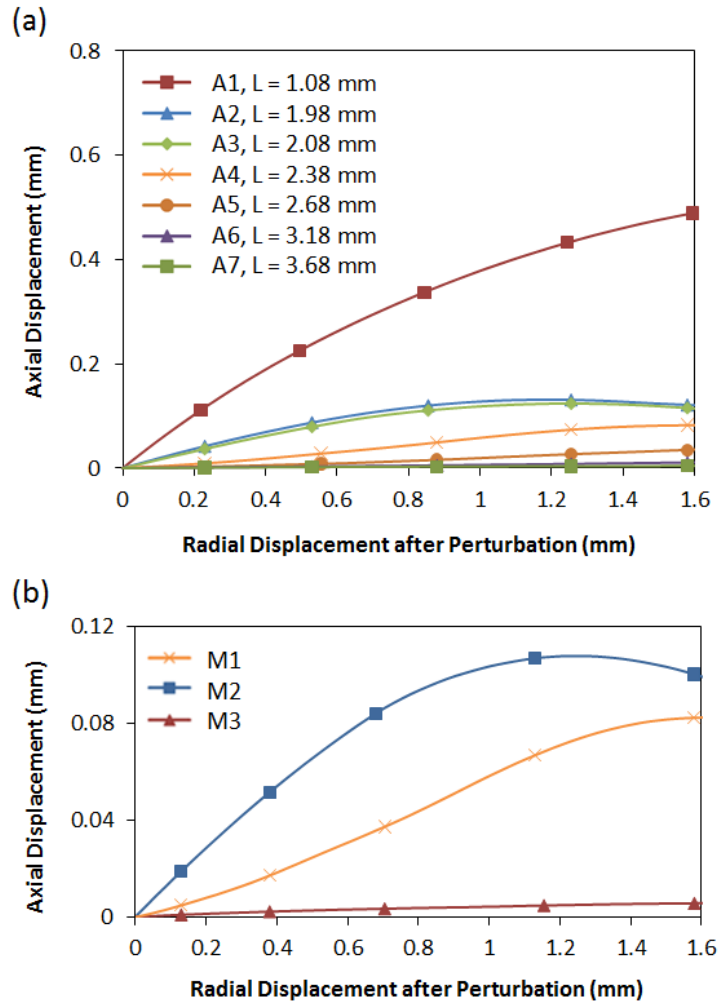 (a)
0.8
0.6
0.4
0.2
0
Axial Displacement (mm)
A1, L = 1.08 mm
A2, L = 1.98 mm
A3, L = 2.08 mm
A4, L = 2.38 mm
A5, L = 2.68 mm
A6, L = 3.18 mm
A7, L = 3.68 mm
0 0.2 0.4 0.6 0.8 1 1.2 1.4 1.6
Radial Displacement after Perturbation (mm)
(b)
0.12
0.08
0.04
0
Axial Displacement (mm)
M1
M2
M3
0 0.2 0.4 0.6 0.8 1 1.2 1.4 1.6
Radial Displacement after Perturbation (mm)